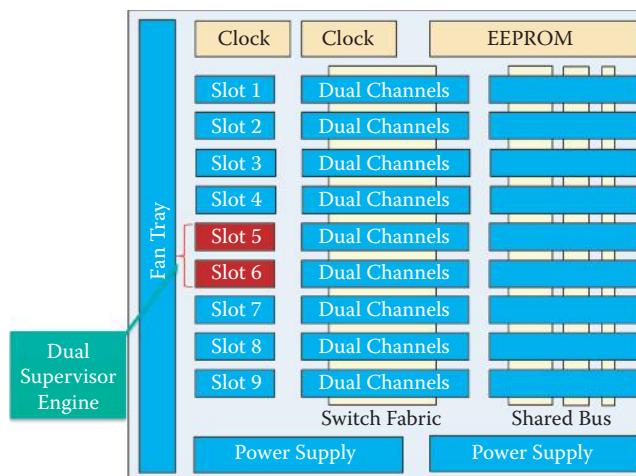 Clock
Clock
EEPROM
Slot 1
Dual Channels
Slot 2
Dual Channels
Slot 3
Dual Channels
Slot 4
Dual Channels
Slot 5
Dual Channels
Slot 6
Dual Channels
Slot 7
Dual Channels
Slot 8
Dual Channels
Slot 9
Dual Channels
Fan Tray
Dual
Supervisor
Engine
Switch Fabric
Shared Bus
Power Supply
Power Supply